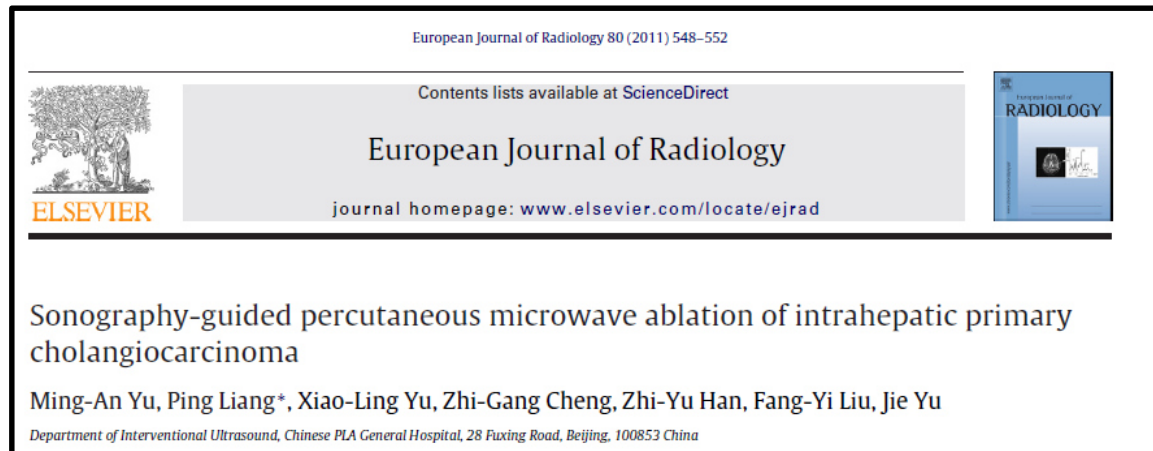 European Journal of Radiology 80 (2011) 548–552
Contents lists available at ScienceDirect
European Journal of Radiology
journal homepage: www.elsevier.com/locate/ejrad
ELSEVIER
European Journal of
RADIOLOGY
Sonography-guided percutaneous microwave ablation of intrahepatic primary
cholangiocarcinoma
Ming-An Yu, Ping Liang*, Xiao-Ling Yu, Zhi-Gang Cheng, Zhi-Yu Han, Fang-Yi Liu, Jie Yu
Department of Interventional Ultrasound, Chinese PLA General Hospital, 28 Fuxing Road, Beijing, 100853 China